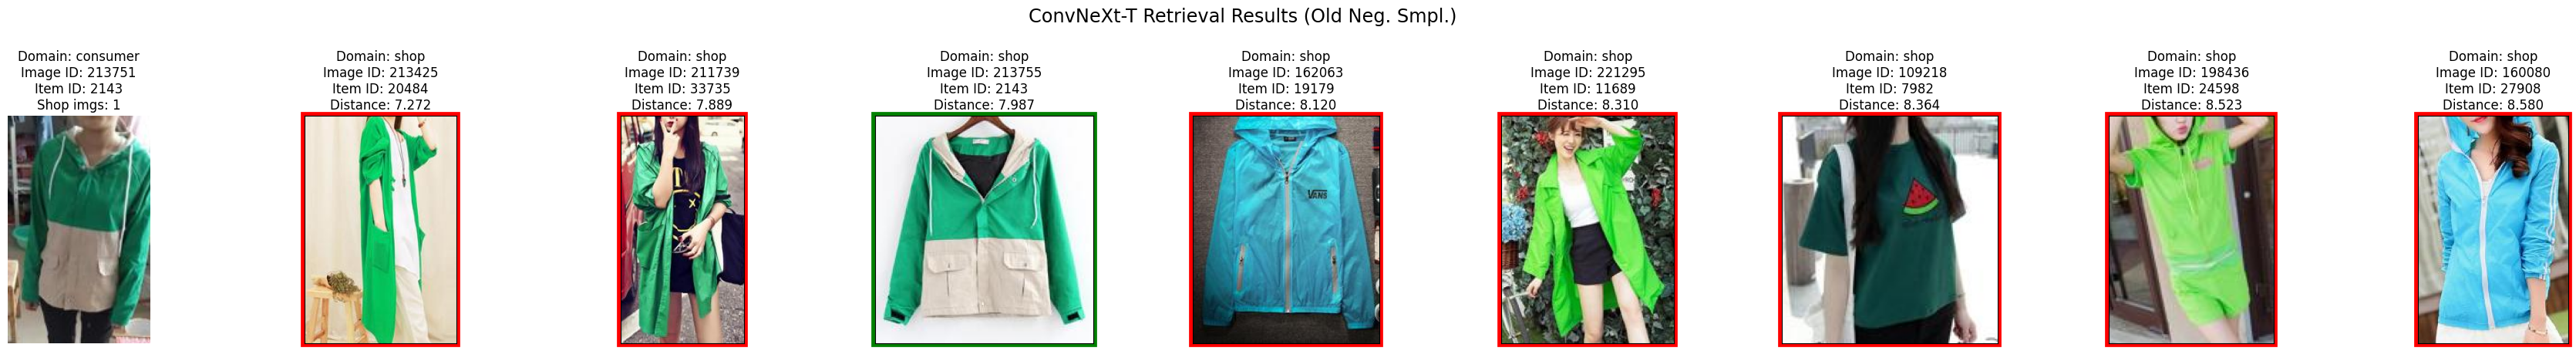 ConvNeXt-T Retrieval Results (Old Neg. Smpl.)
Domain: consumer
Image ID: 213751
Item ID: 2143
Shop imgs: 1
Domain: shop
Image ID: 213425
Item ID: 20484
Distance: 7.272
Domain: shop
Image ID: 211739
Item ID: 33735
Distance: 7.889
Domain: shop
Image ID: 213755
Item ID: 2143
Distance: 7.987
Domain: shop
Image ID: 162063
Item ID: 19179
Distance: 8.120
VANS
Domain: shop
Image ID: 221295
Item ID: 11689
Distance: 8.310
Domain: shop
Image ID: 109218
Item ID: 7982
Distance: 8.364
Domain: shop
Image ID: 198436
Item ID: 24598
Distance: 8.523
Domain: shop
Image ID: 160080
Item ID: 27908
Distance: 8.580